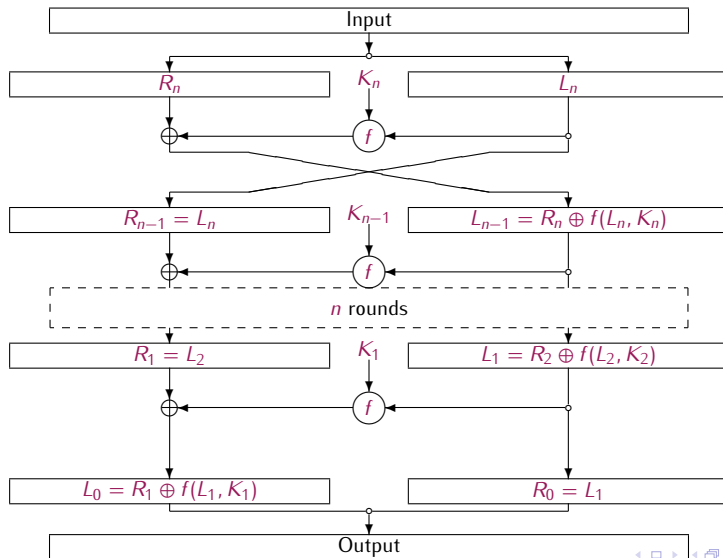 Input
Rₙ Kₙ Lₙ
f
Rₙ₋₁ = Lₙ Kₙ₋₁ Lₙ₋₁ = Rₙ ⊕ f(Lₙ, Kₙ)
f
n rounds
R₁ = L₂ K₁ L₁ = R₂ ⊕ f(L₂, K₂)
f
L₀ = R₁ ⊕ f(L₁, K₁) R₀ = L₁
Output